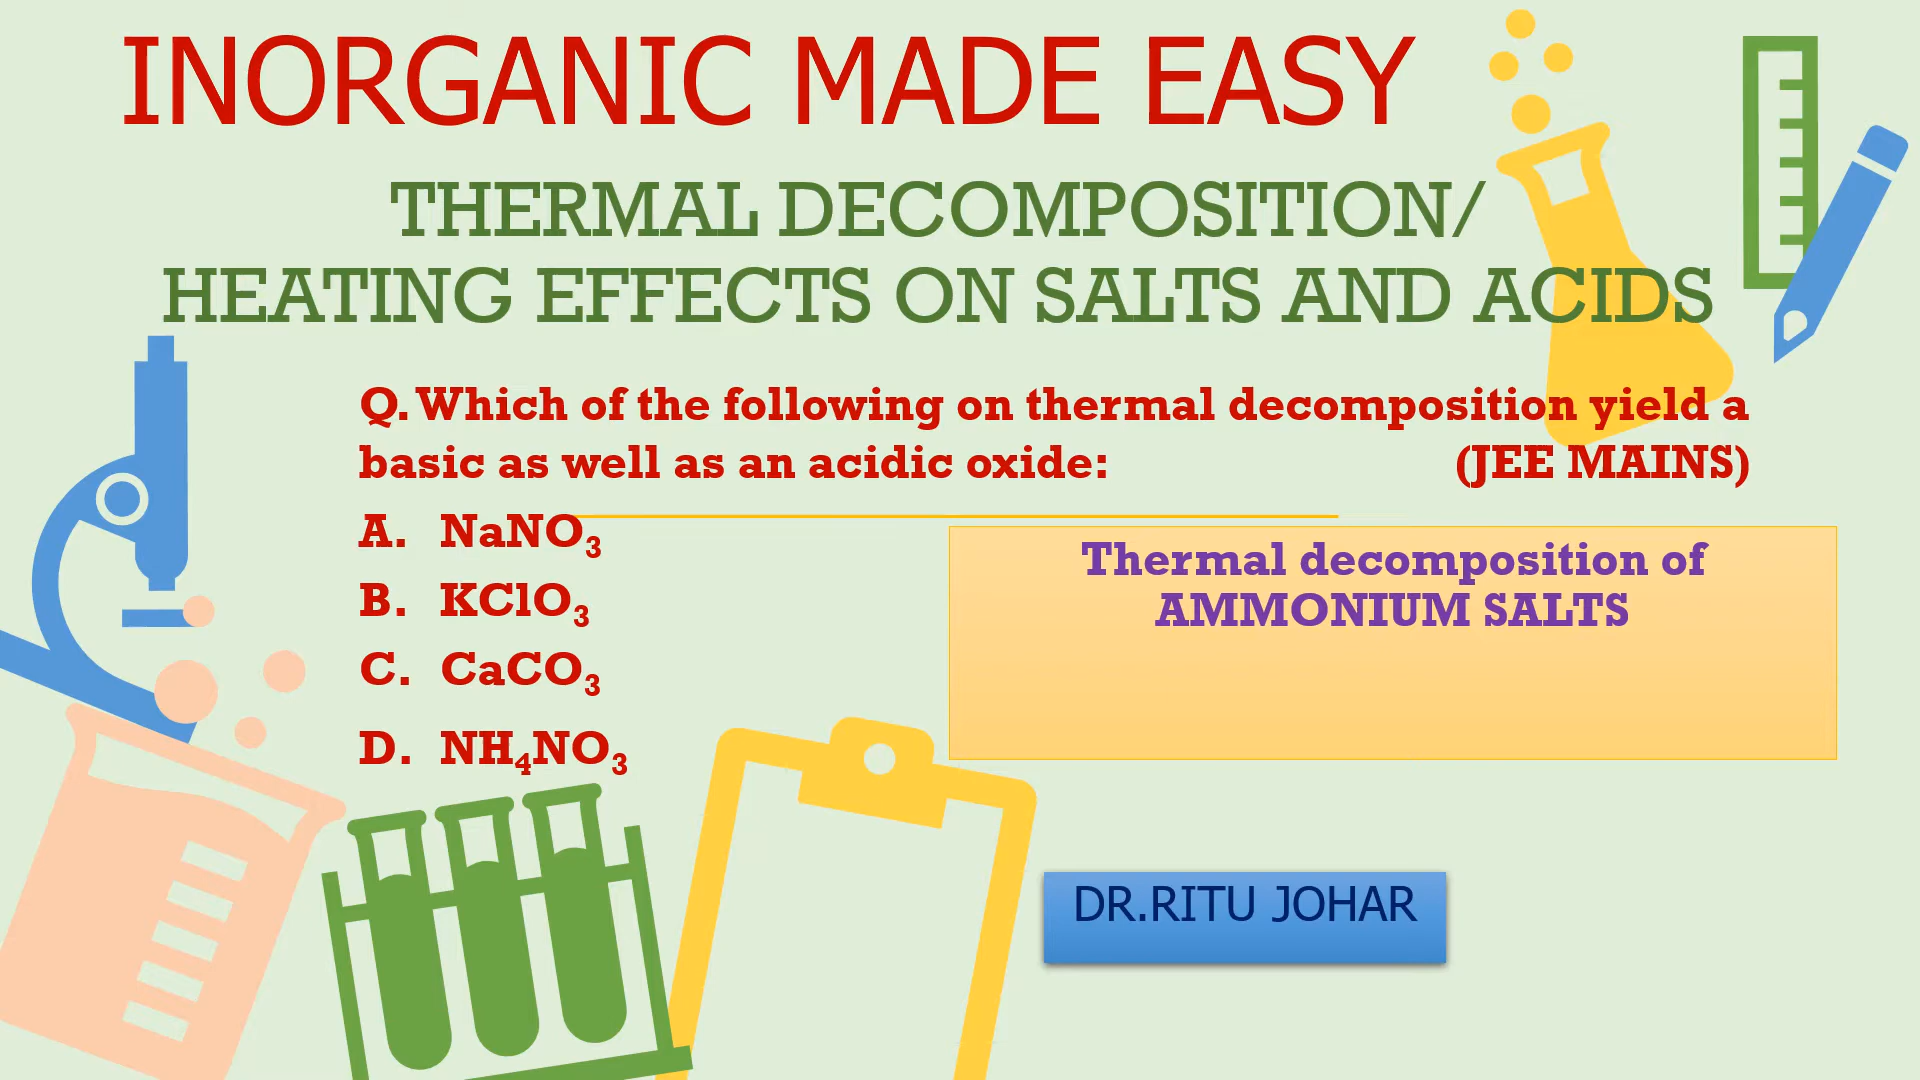 INORGANIC MADE EASY
THERMAL DECOMPOSITION/
HEATING EFFECTS ON SALTS AND ACIDS
Q. Which of the following on thermal decomposition yield a
basic as well as an acidic oxide: (JEE MAINS)
A. NaNO₃
B. KClO₃
C. CaCO₃
D. NH₄NO₃
Thermal decomposition of
AMMONIUM SALTS
DR.RITU JOHAR